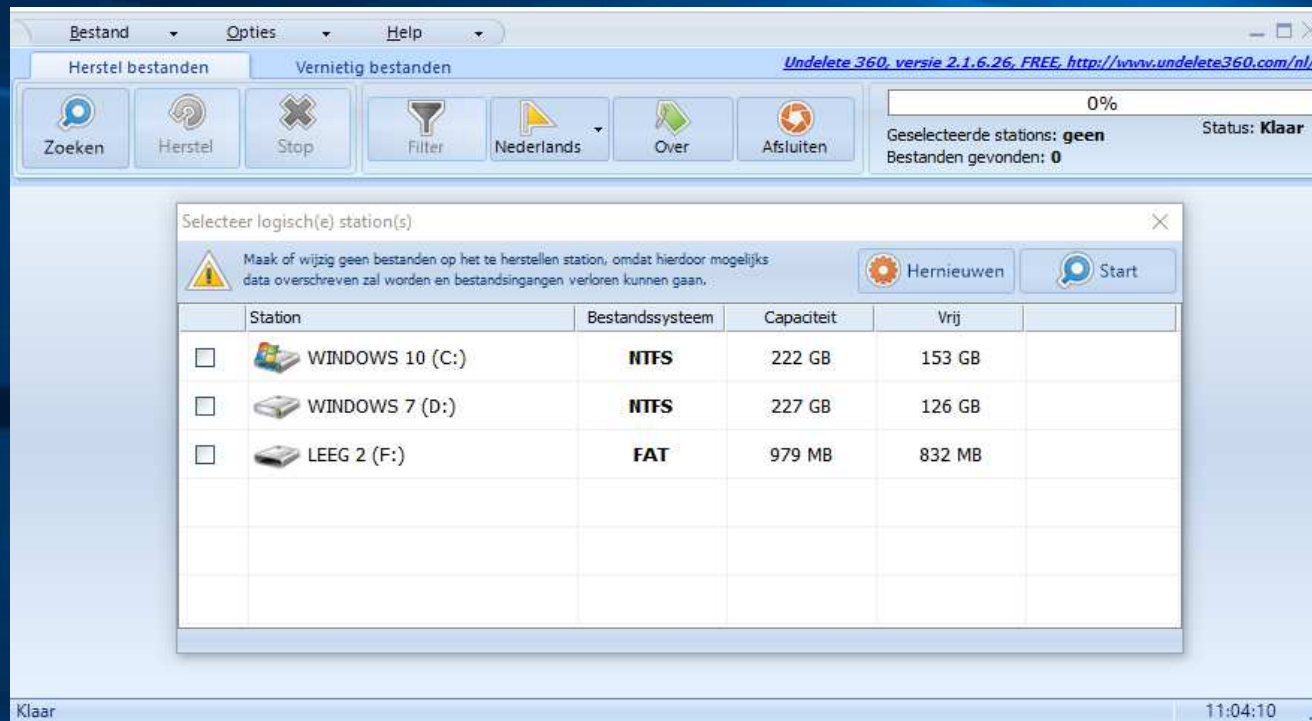 Bestand Opties Help
Herstel bestanden Vernietig bestanden Undelete 360, versie 2.1.6.26, FREE, http://www.undelete360.com/nl/
Zoeken Herstel Stop Filter Nederlands Over Afsluiten
0%
Geselecteerde stations: geen Status: Klaar
Bestanden gevonden: 0
Selecteer logisch(e) station(s)
Maak of wijzig geen bestanden op het te herstellen station, omdat hierdoor mogelijks
data overschreven zal worden en bestandsingangen verloren kunnen gaan.
Hernieuwen Start
Station Bestandssysteem Capaciteit Vrij
WINDOWS 10 (C:) NTFS 222 GB 153 GB
WINDOWS 7 (D:) NTFS 227 GB 126 GB
LEEG 2 (F:) FAT 979 MB 832 MB
Klaar 11:04:10